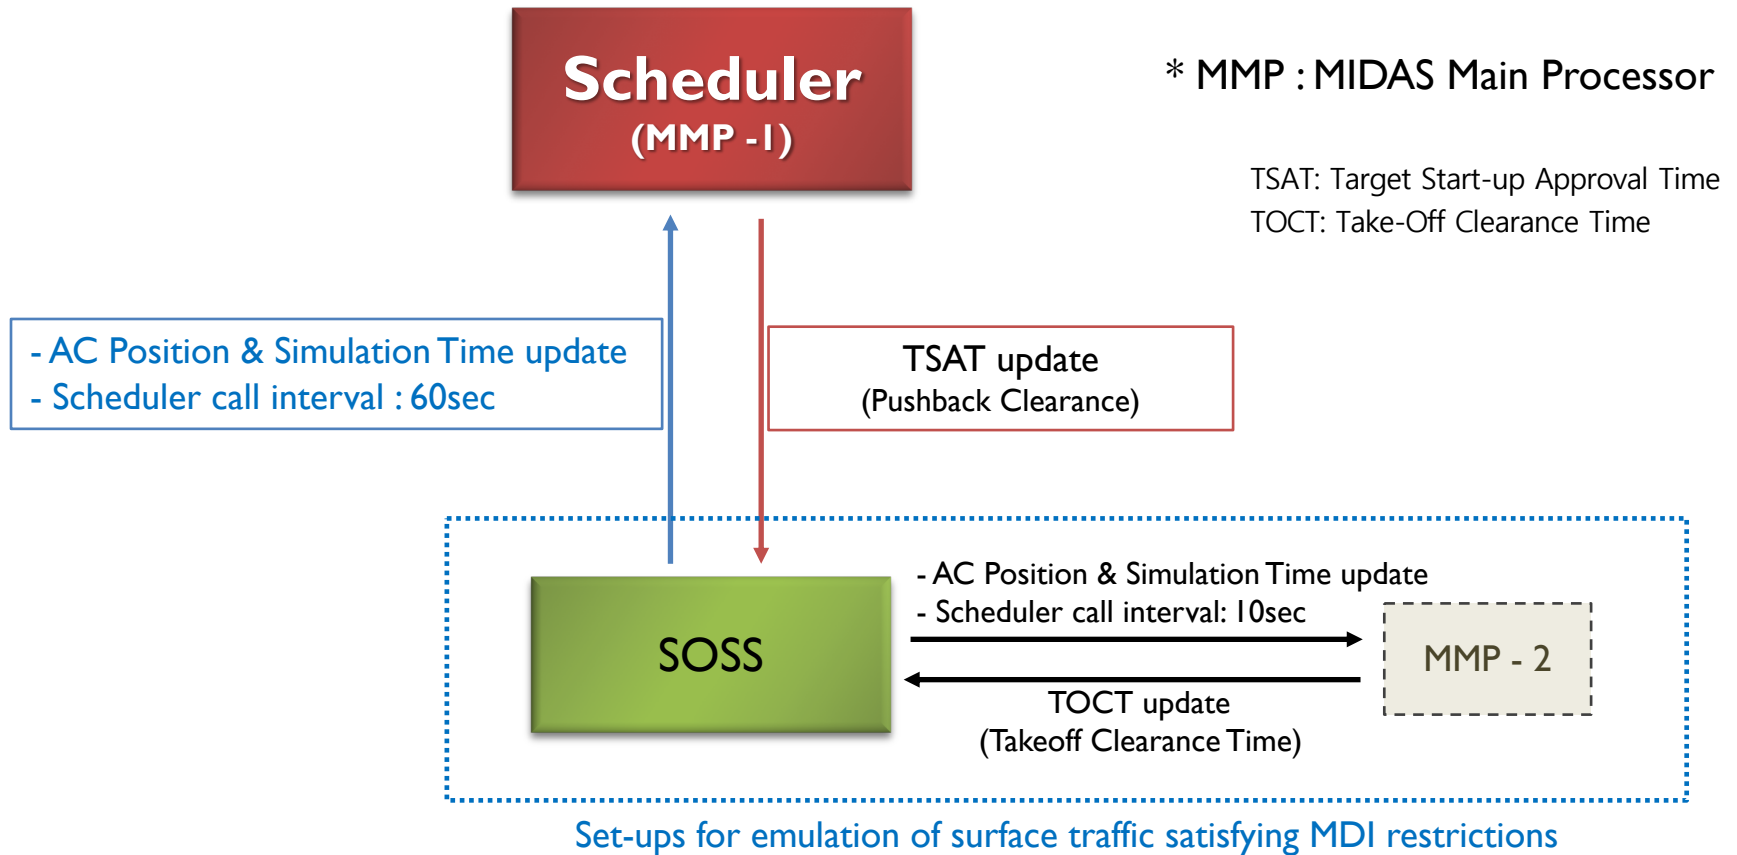 Scheduler
(MMP -1)
* MMP : MIDAS Main Processor
TSAT: Target Start-up Approval Time
TOCT: Take-Off Clearance Time
- AC Position & Simulation Time update
- Scheduler call interval : 60sec
TSAT update
(Pushback Clearance)
- AC Position & Simulation Time update
- Scheduler call interval: 10sec
SOSS
MMP - 2
TOCT update
(Takeoff Clearance Time)
Set-ups for emulation of surface traffic satisfying MDI restrictions